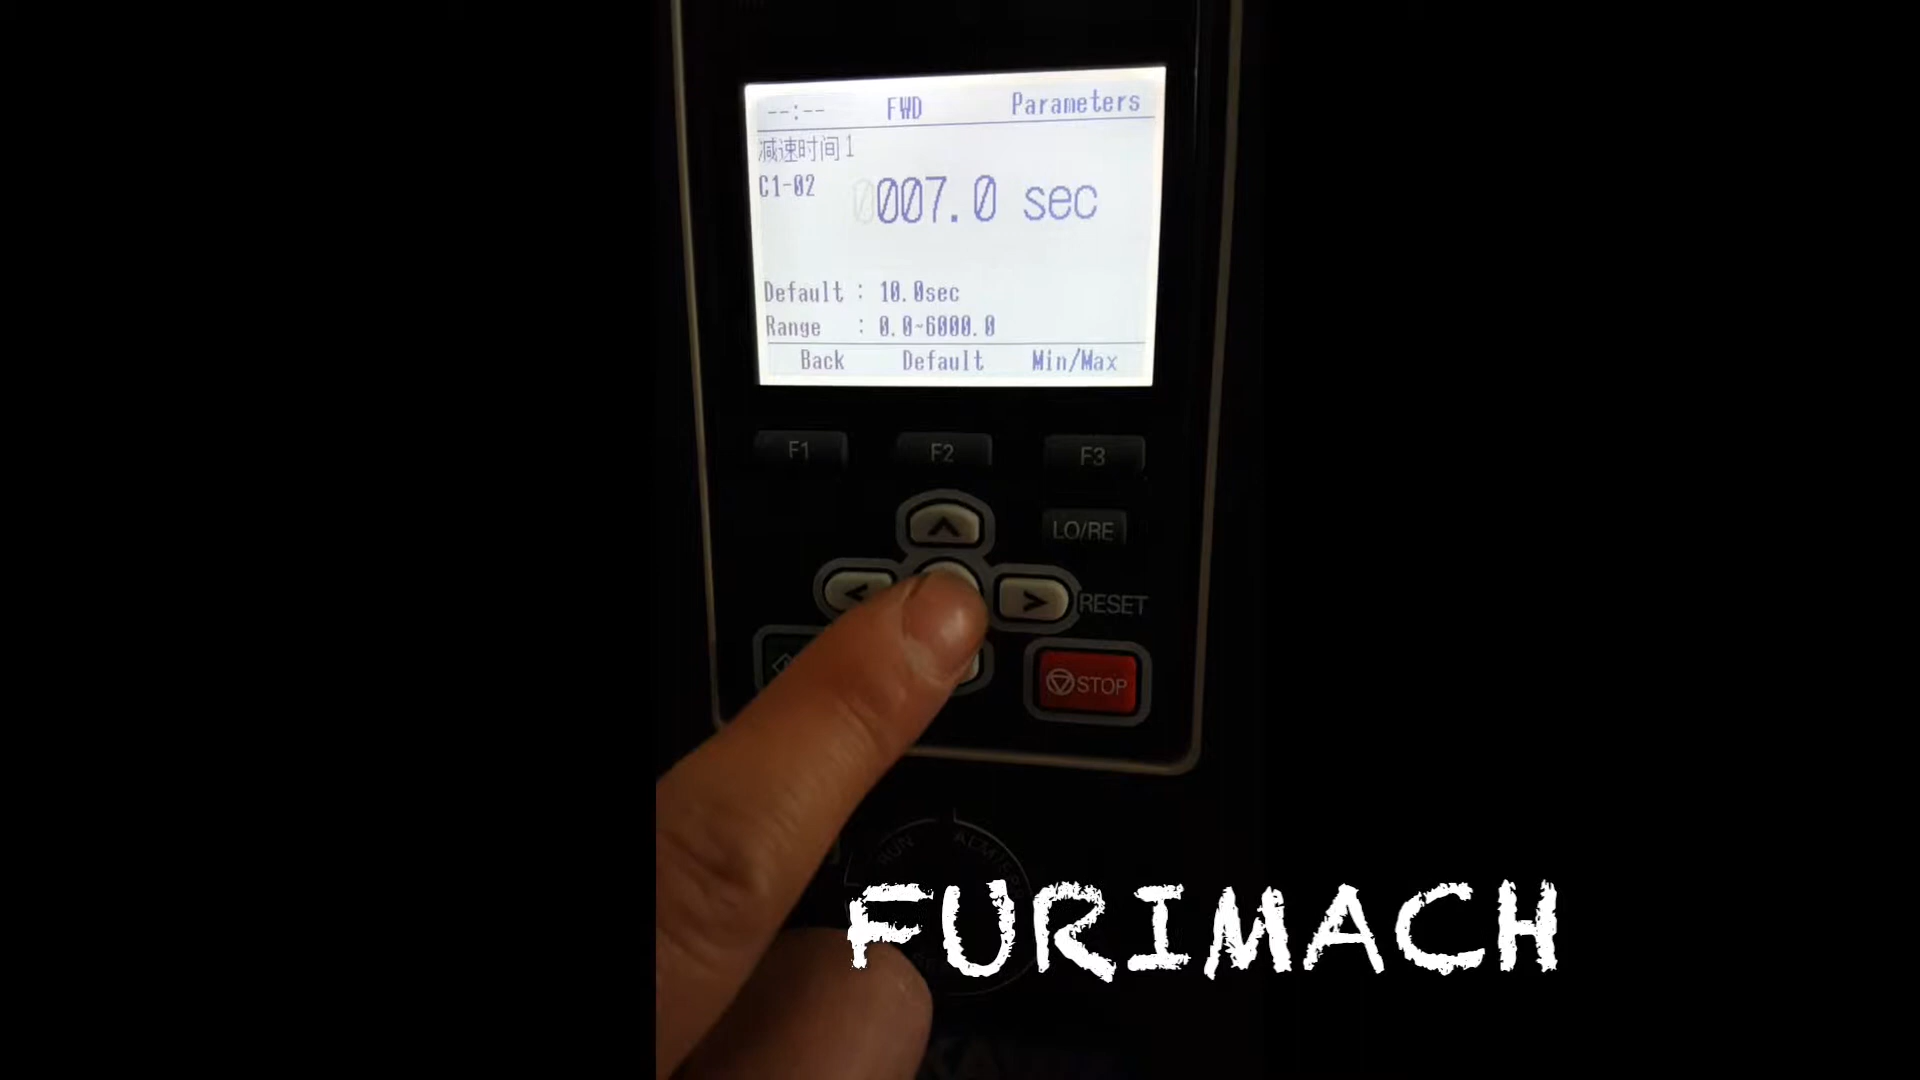 --:-- FWD Parameters
减速时间1
C1-02 0007.0 sec
Default : 10.0sec
Range : 0.0~6000.0
Back Default Min/Max
F1 F2 F3
LO/RE
RESET
STOP
RUN
FURIMACH